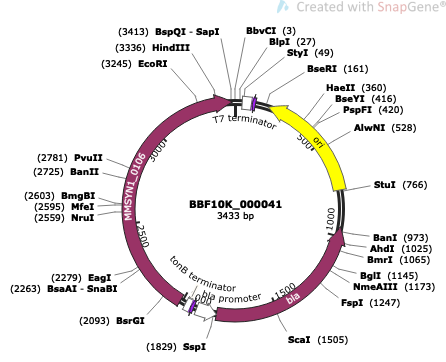 Created with SnapGene®
(3413) BspQI - SapI
(3336) HindIII
(3245) EcoRI
BbvCI (3)
BlpI (27)
StyI (49)
BseRI (161)
HaeII (360)
BseYI (416)
PspFI (420)
AlwNI (528)
StuI (766)
BanI (973)
AhdI (1025)
BmrI (1065)
BglI (1145)
NmeAIII (1173)
FspI (1247)
ScaI (1505)
(1829) SspI
(2093) BsrGI
(2263) BsaAI - SnaBI
(2279) EagI
(2559) NruI
(2595) MfeI
(2603) BmgBI
(2725) BanII
(2781) PvuII
T7 terminator
ori
500
1000
1500
bla
bla promoter
tonB terminator
2500
MMSYN1_0106
3000
BBF10K_000041
3433 bp